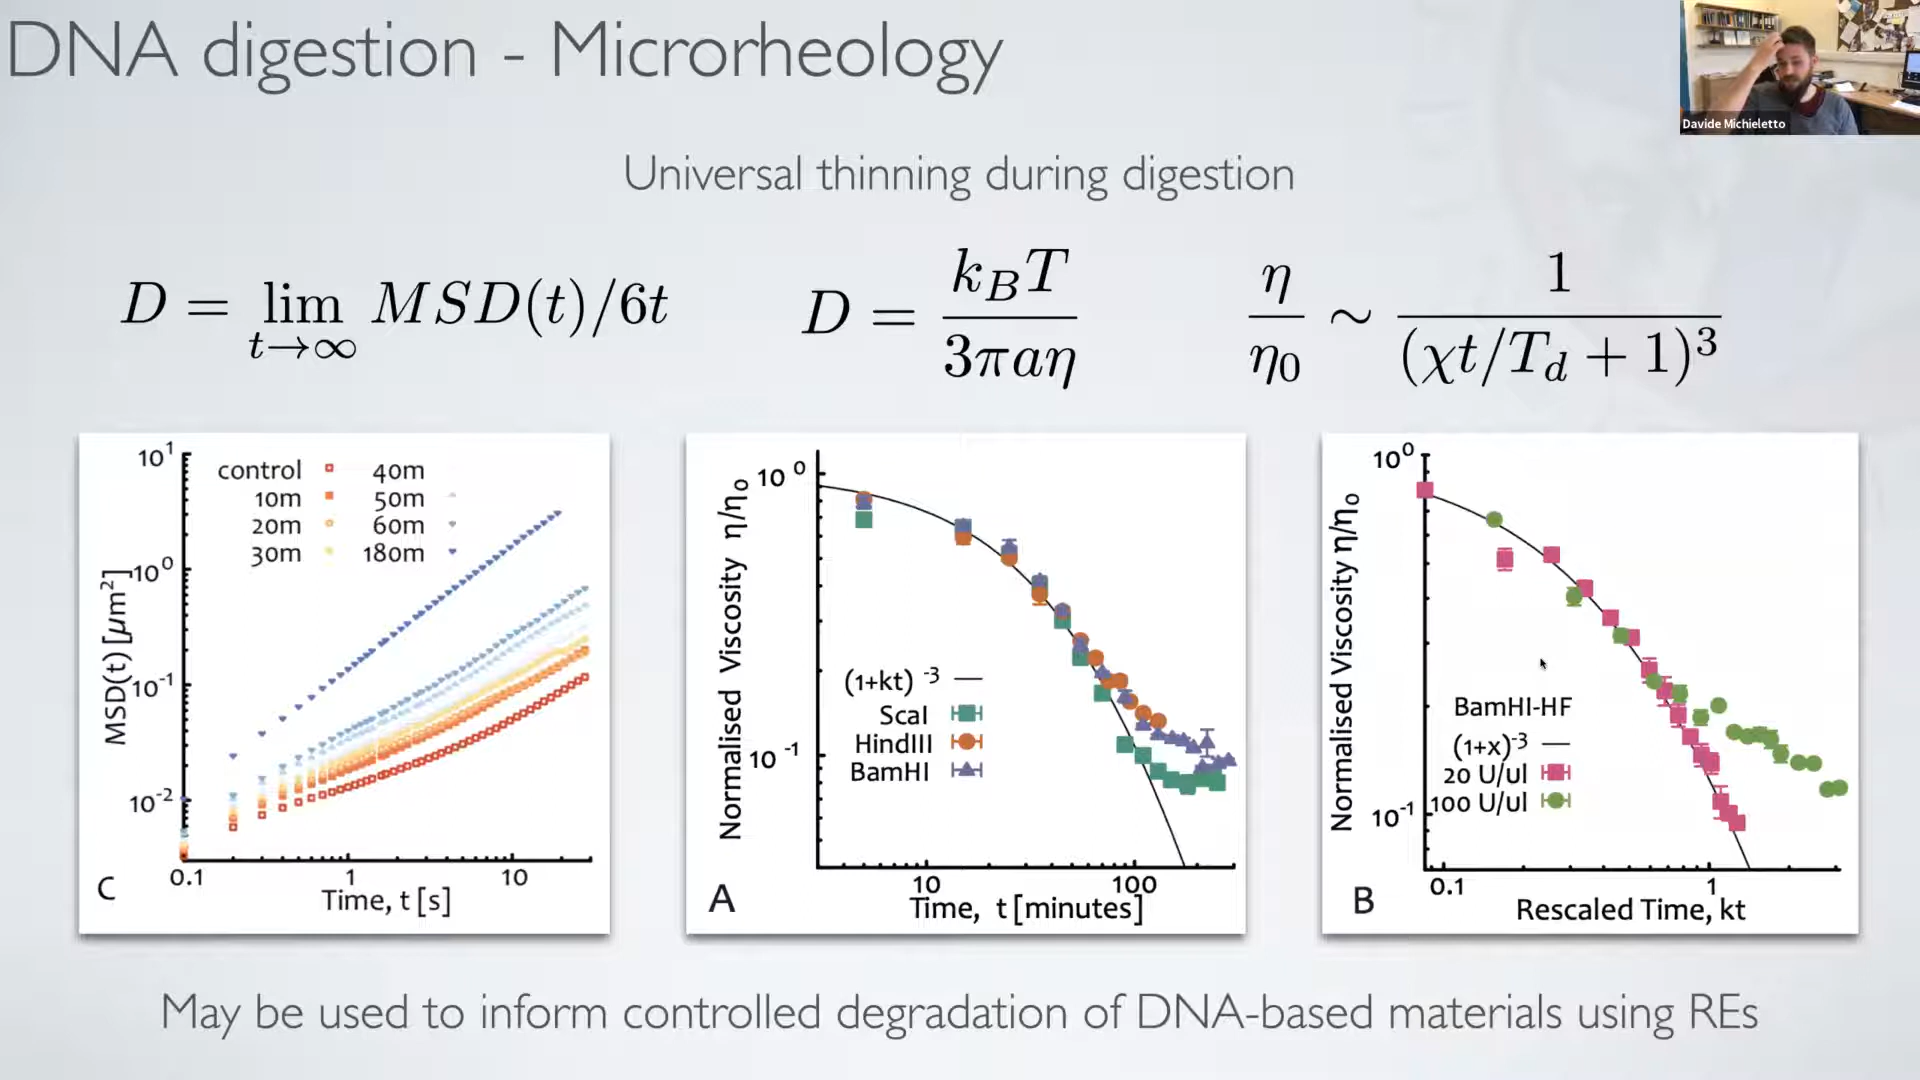 DNA digestion - Microrheology
Davide Michieletto
Universal thinning during digestion
D = lim t→∞ MSD(t)/6t
D = k_B T / 3πaη
η/η₀ ~ 1/(χt/T_d + 1)³
10¹
10⁰
10⁻¹
10⁻²
MSD(t) [µm²]
control 40m
10m 50m
20m 60m
30m 180m
0.1 1 10
C
Time, t [s]
10⁰
10⁻¹
Normalised Viscosity η/η₀
(1+kt)⁻³
ScaI
HindIII
BamHI
10 100
A
Time, t [minutes]
10⁰
10⁻¹
Normalised Viscosity η/η₀
BamHI-HF
(1+x)⁻³
20 U/ul
100 U/ul
0.1 1
B
Rescaled Time, kt
May be used to inform controlled degradation of DNA-based materials using REs